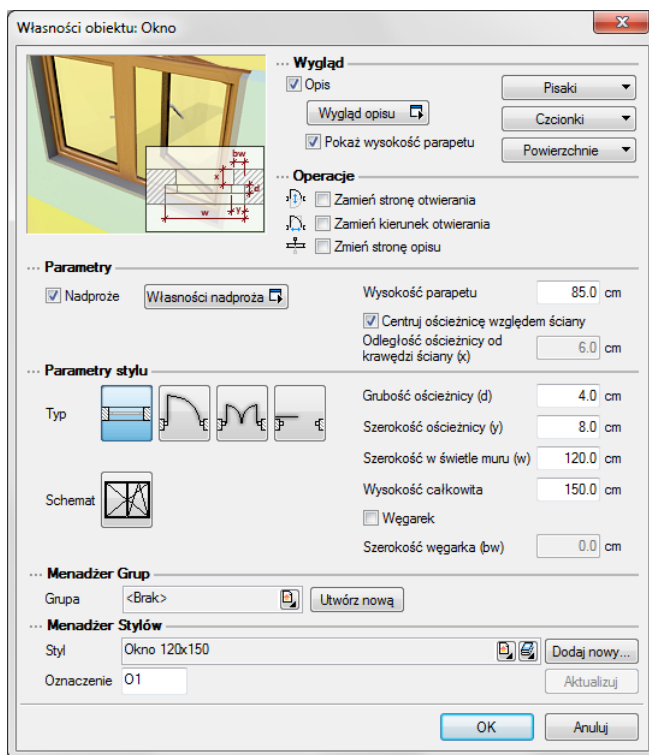 Własności obiektu: Okno
Wygląd
Opis
Pisaki
Wygląd opisu
Czcionki
Pokaż wysokość parapetu
Powierzchnie
bw
x
d
w
y
Operacje
Zamień stronę otwierania
Zamień kierunek otwierania
Zmień stronę opisu
Parametry
Nadproże
Własności nadproża
Wysokość parapetu 85.0 cm
Centruj ościeżnicę względem ściany
Odległość ościeżnicy od
krawędzi ściany (x) 6.0 cm
Parametry stylu
Typ
Grubość ościeżnicy (d) 4.0 cm
Szerokość ościeżnicy (y) 8.0 cm
Szerokość w świetle muru (w) 120.0 cm
Schemat
Wysokość całkowita 150.0 cm
Węgarek
Szerokość węgarka (bw) 0.0 cm
Menadżer Grup
Grupa <Brak> Utwórz nową
Menadżer Stylów
Styl Okno 120x150 Dodaj nowy...
Oznaczenie O1 Aktualizuj
OK Anuluj